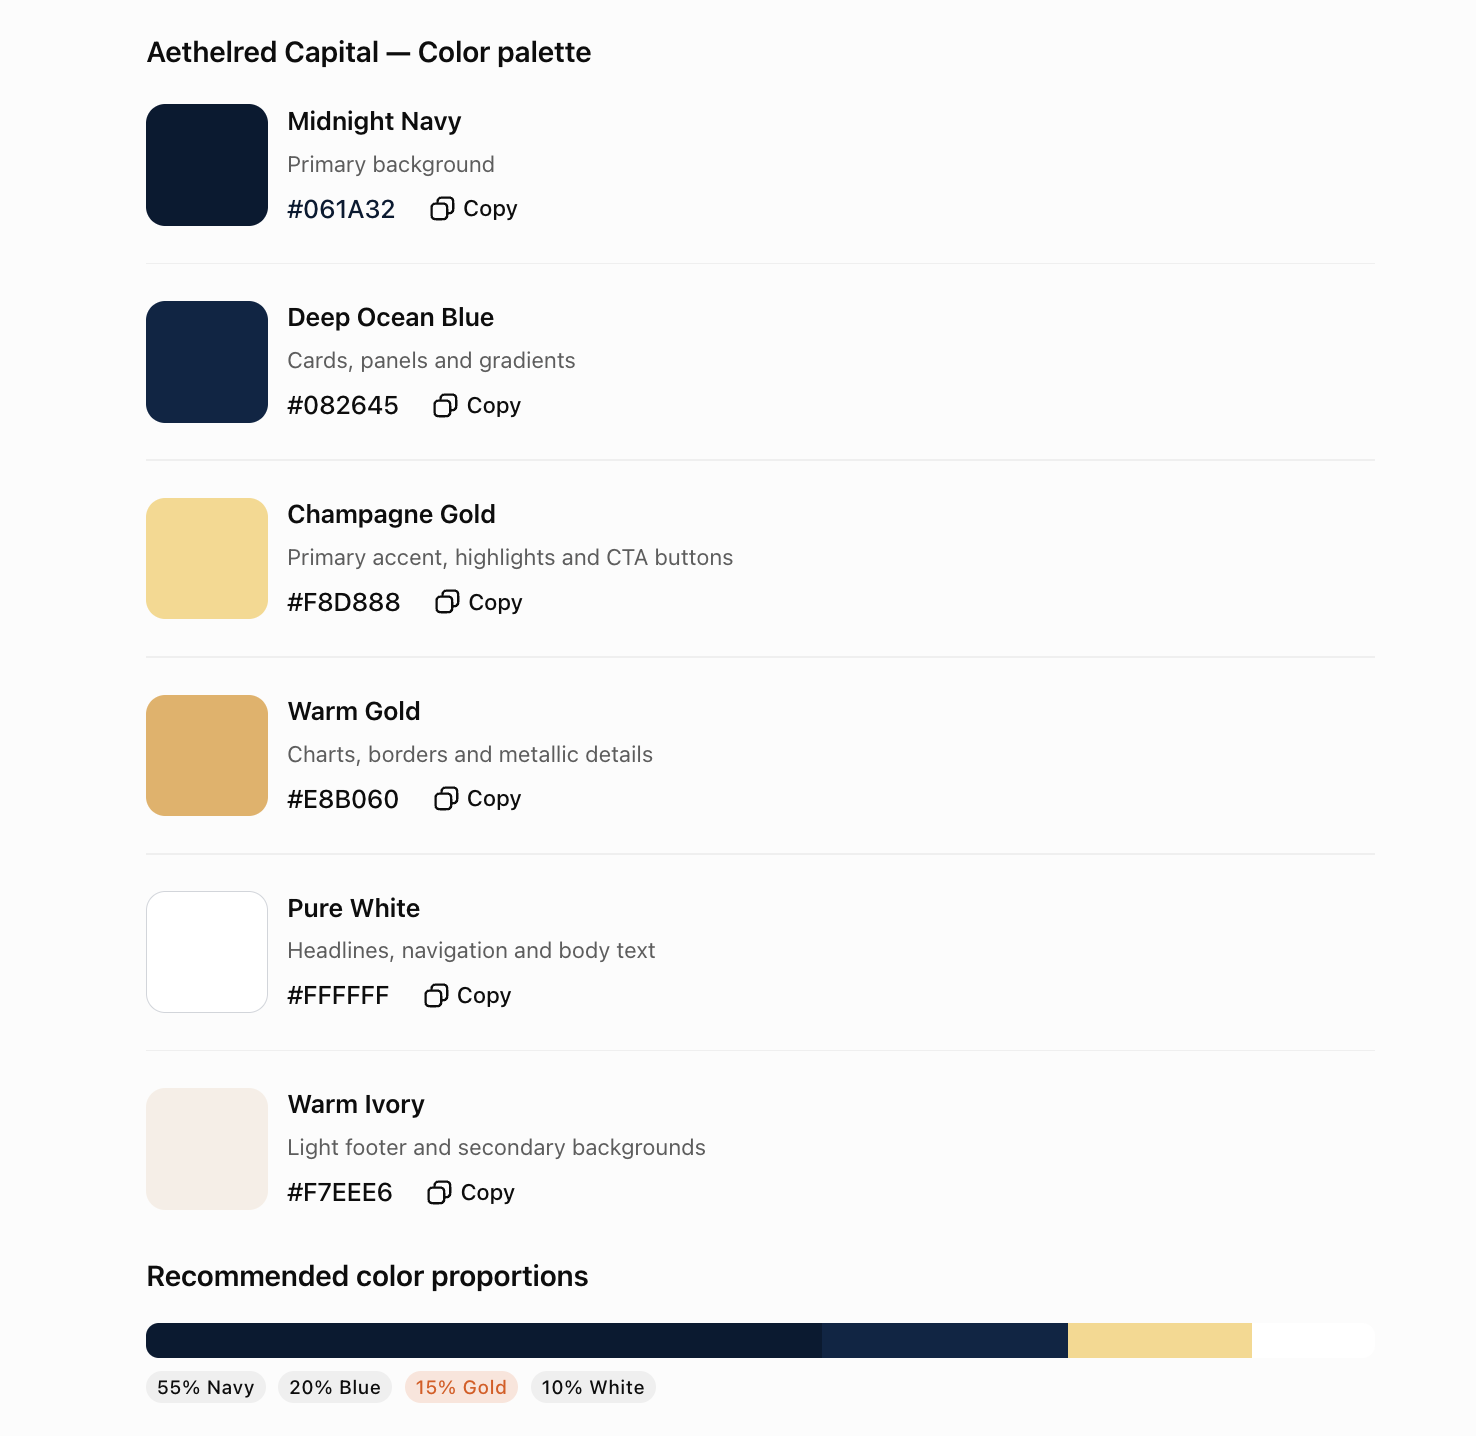 Aethelred Capital — Color palette
Midnight Navy
Primary background
#061A32 Copy
Deep Ocean Blue
Cards, panels and gradients
#082645 Copy
Champagne Gold
Primary accent, highlights and CTA buttons
#F8D888 Copy
Warm Gold
Charts, borders and metallic details
#E8B060 Copy
Pure White
Headlines, navigation and body text
#FFFFFF Copy
Warm Ivory
Light footer and secondary backgrounds
#F7EEE6 Copy
Recommended color proportions
55% Navy 20% Blue 15% Gold 10% White